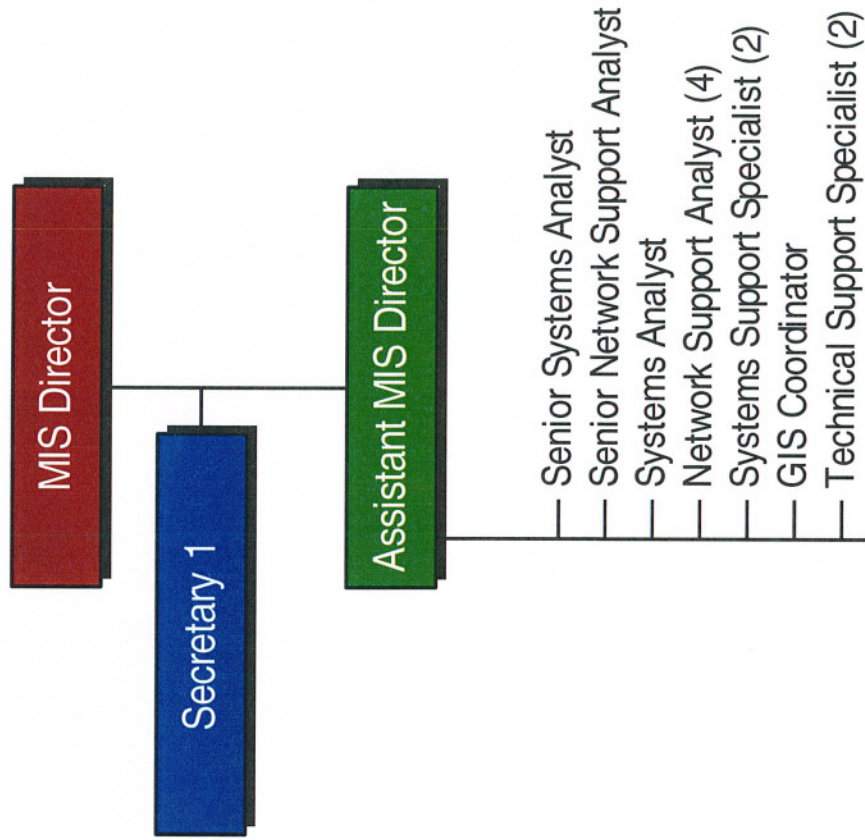 MIS Director
Secretary 1
Assistant MIS Director
Senior Systems Analyst
Senior Network Support Analyst
Systems Analyst
Network Support Analyst (4)
Systems Support Specialist (2)
GIS Coordinator
Technical Support Specialist (2)